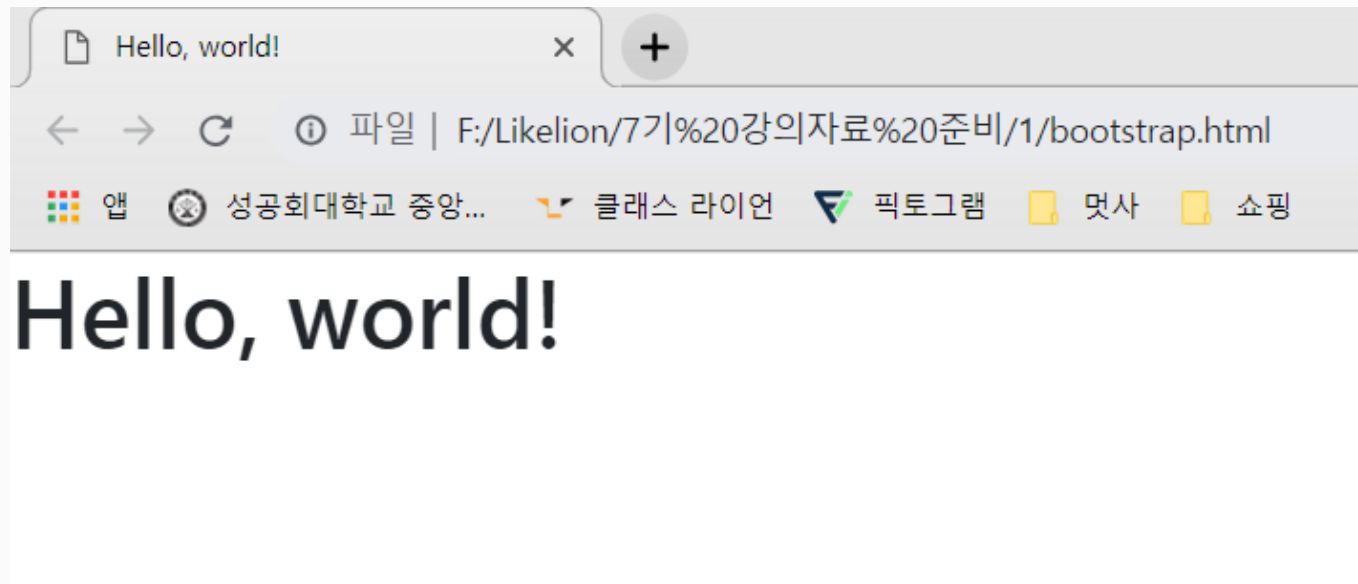 Hello, world!
파일 | F:/Likelion/7기%20강의자료%20준비/1/bootstrap.html
앱 성공회대학교 중앙... 클래스 라이언 픽토그램 멋사 쇼핑
Hello, world!